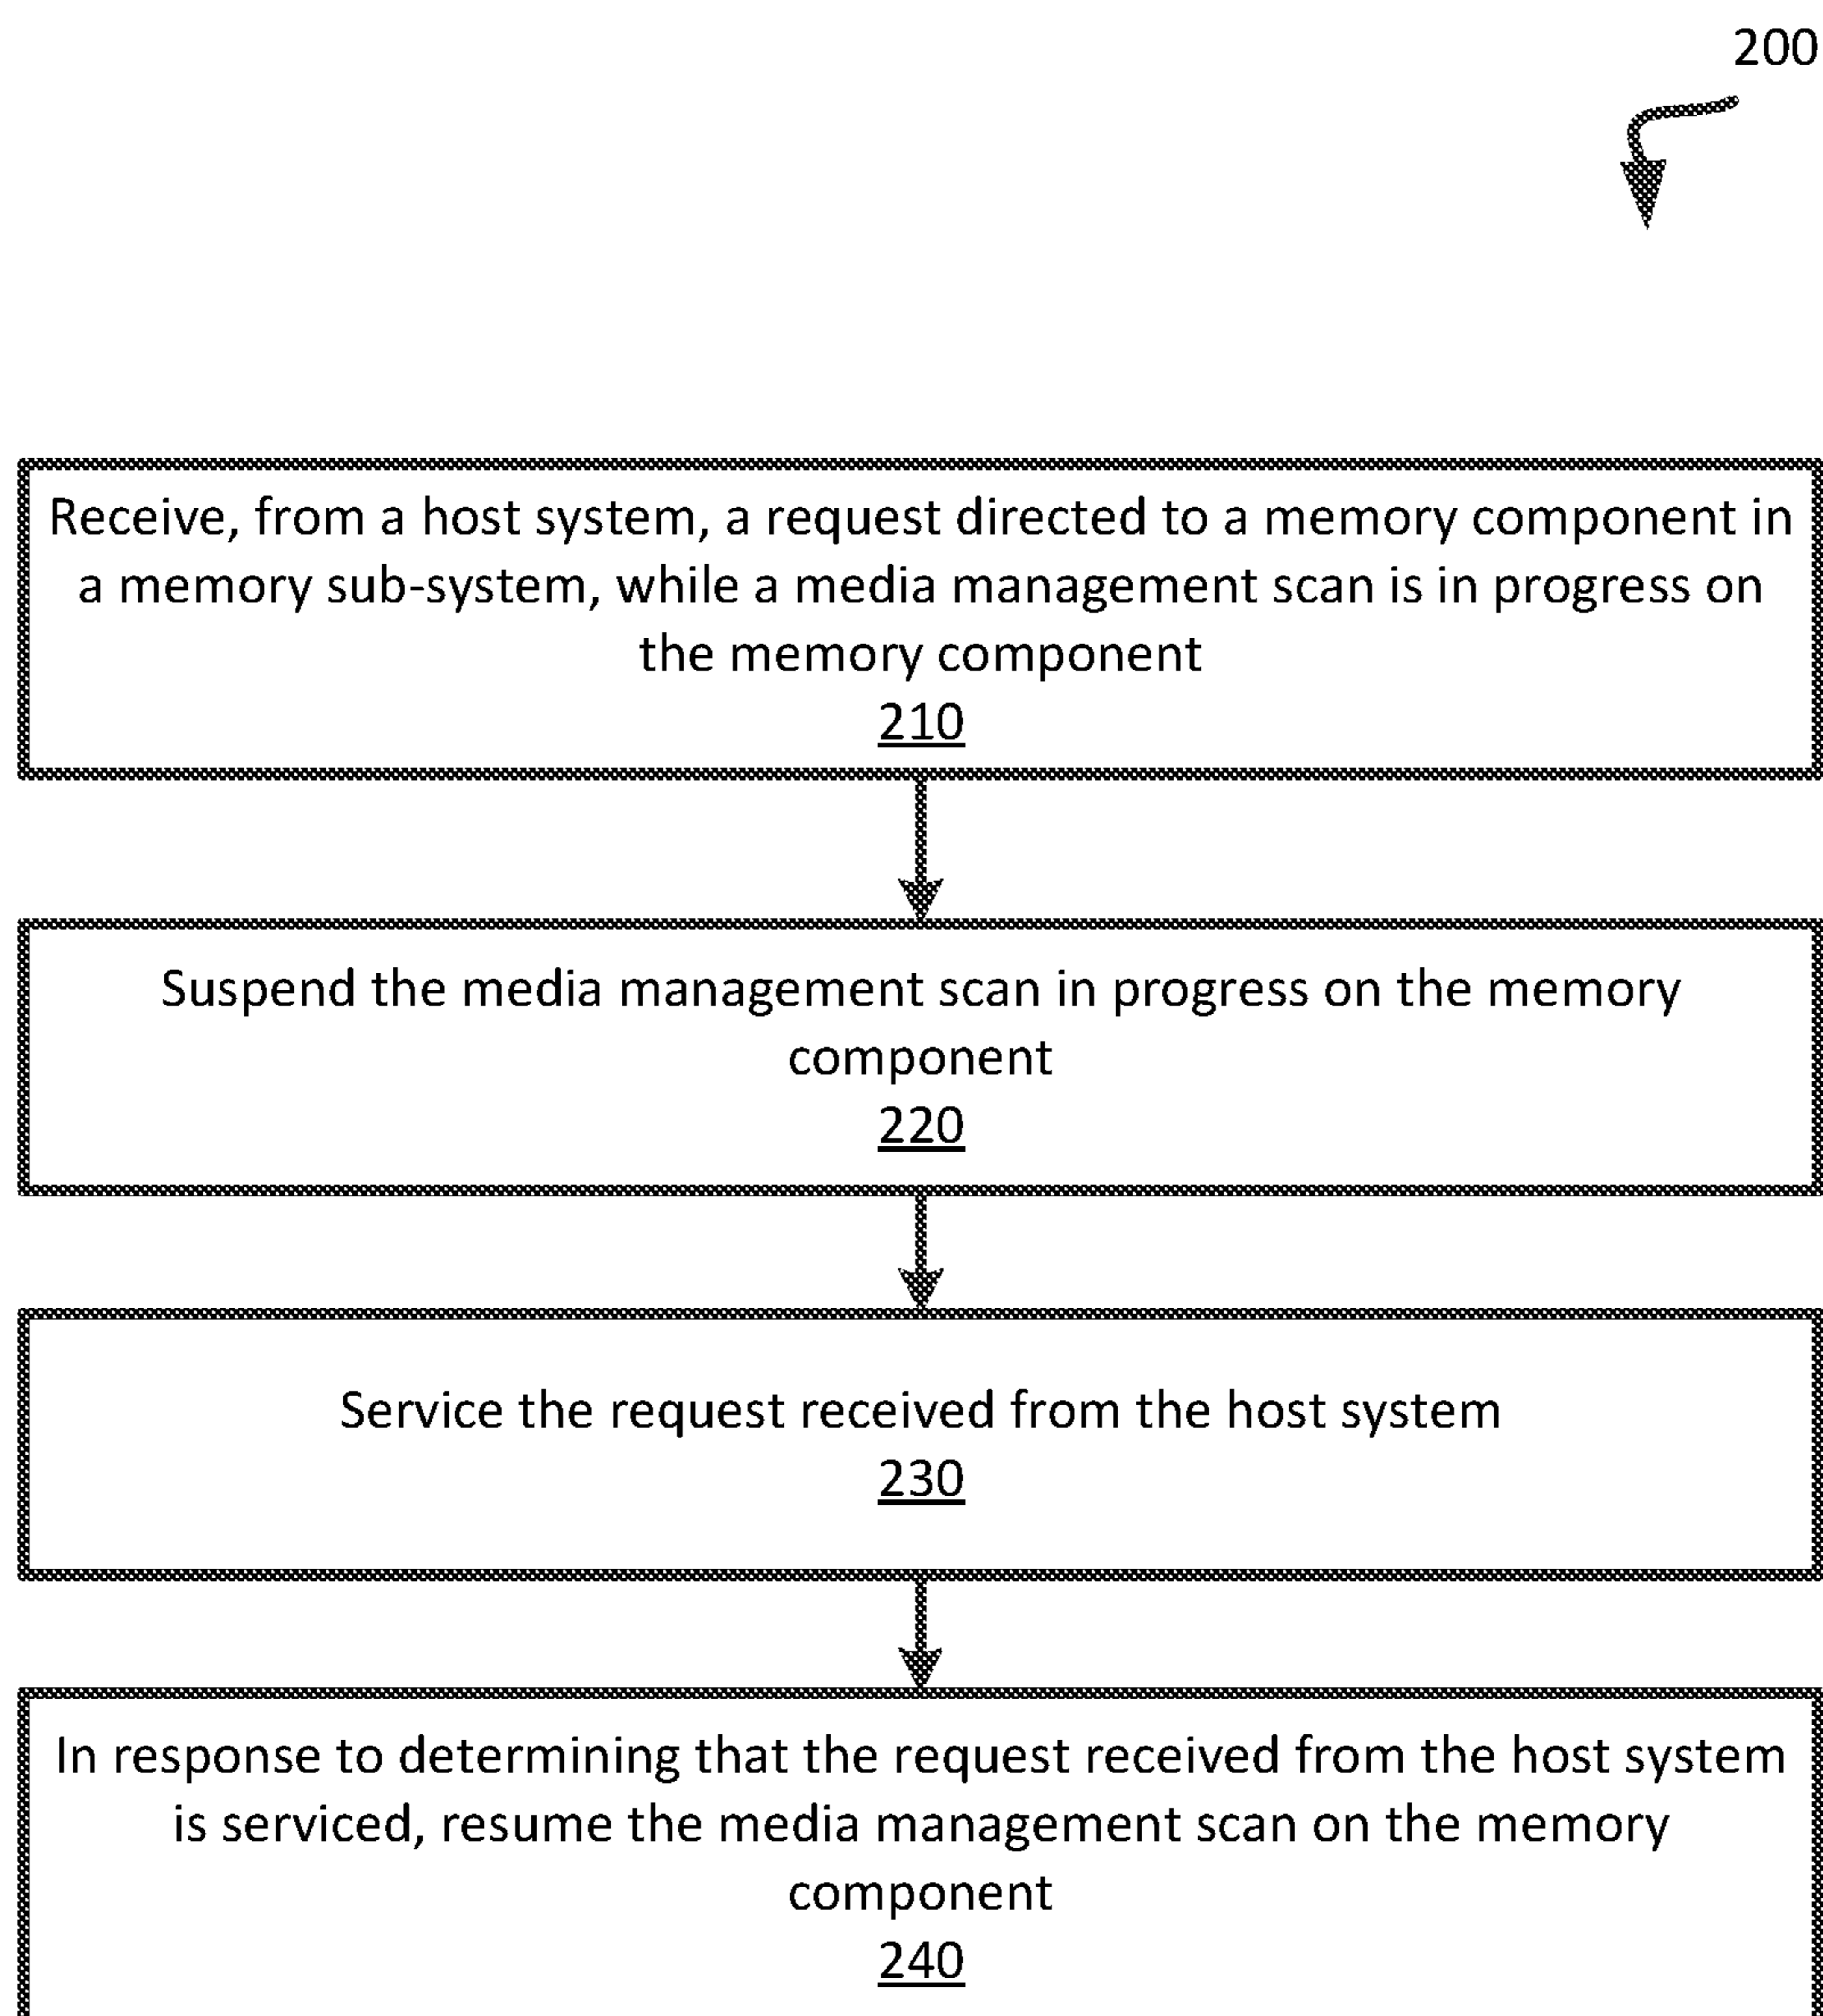 200
Receive, from a host system, a request directed to a memory component in
a memory sub-system, while a media management scan is in progress on
the memory component
210
Suspend the media management scan in progress on the memory
component
220
Service the request received from the host system
230
In response to determining that the request received from the host system
is serviced, resume the media management scan on the memory
component
240